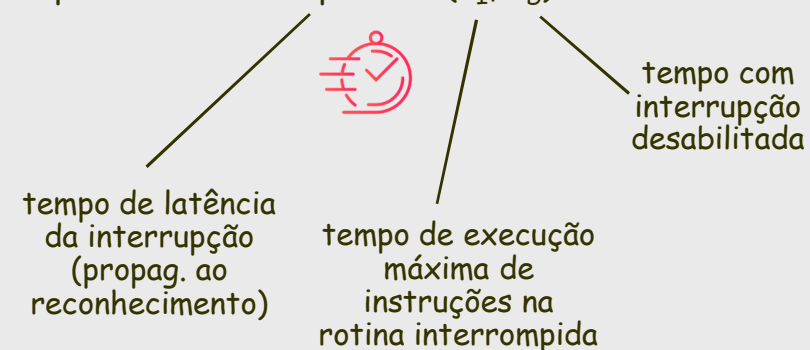 tempo com
interrupção
desabilitada
tempo de latência
da interrupção
(propag. ao
reconhecimento)
tempo de execução
máxima de
instruções na
rotina interrompida